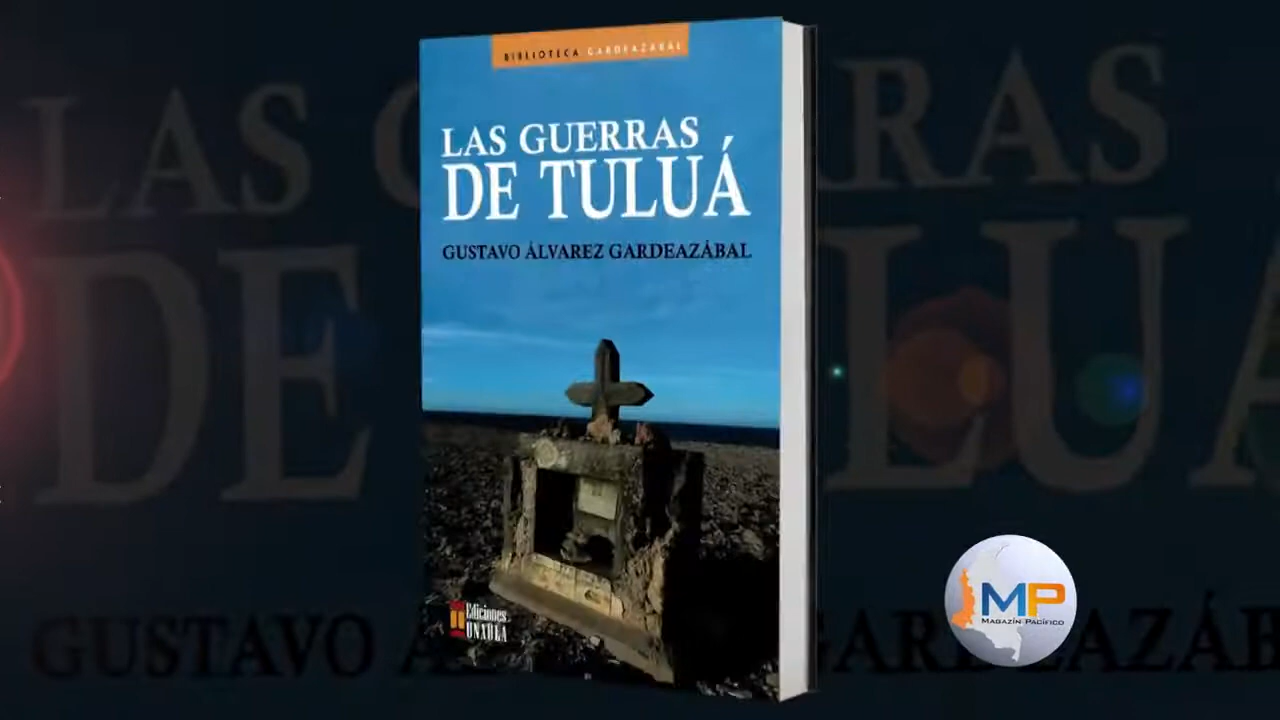 BIBLIOTECA GARDEAZÁBAL
LAS GUERRAS
DE TULUÁ
GUSTAVO ÁLVAREZ GARDEAZÁBAL
Ediciones
UNAULA
MP
MAGAZÍN PACÍFICO